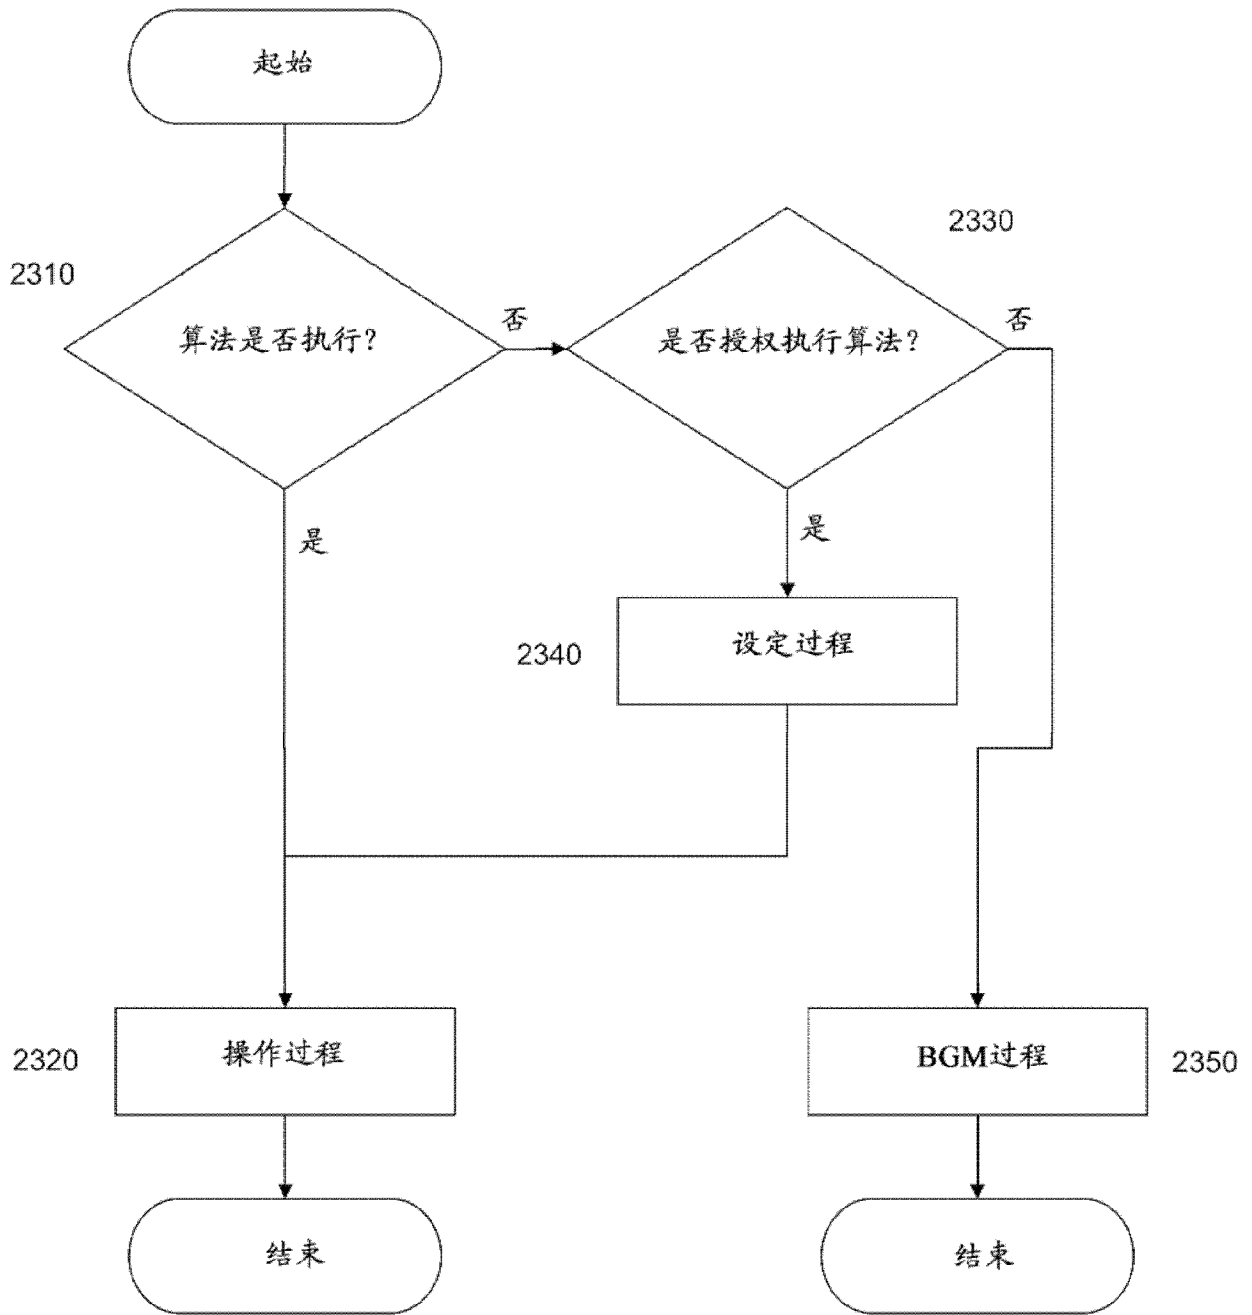 起始
2330
2310
否
否
算法是否执行?
是否授权执行算法?
是
是
2340
设定过程
2320
操作过程
BGM过程
2350
结束
结束